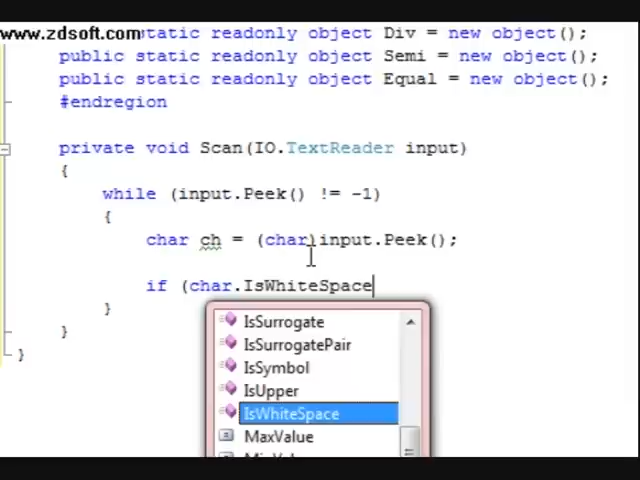 www.zdsoft.com static readonly object Div = new object();
public static readonly object Semi = new object();
public static readonly object Equal = new object();
#endregion
private void Scan(IO.TextReader input)
{
while (input.Peek() != -1)
{
char ch = (char)input.Peek();
if (char.IsWhiteSpace
}
}
}
IsSurrogate
IsSurrogatePair
IsSymbol
IsUpper
IsWhiteSpace
MaxValue